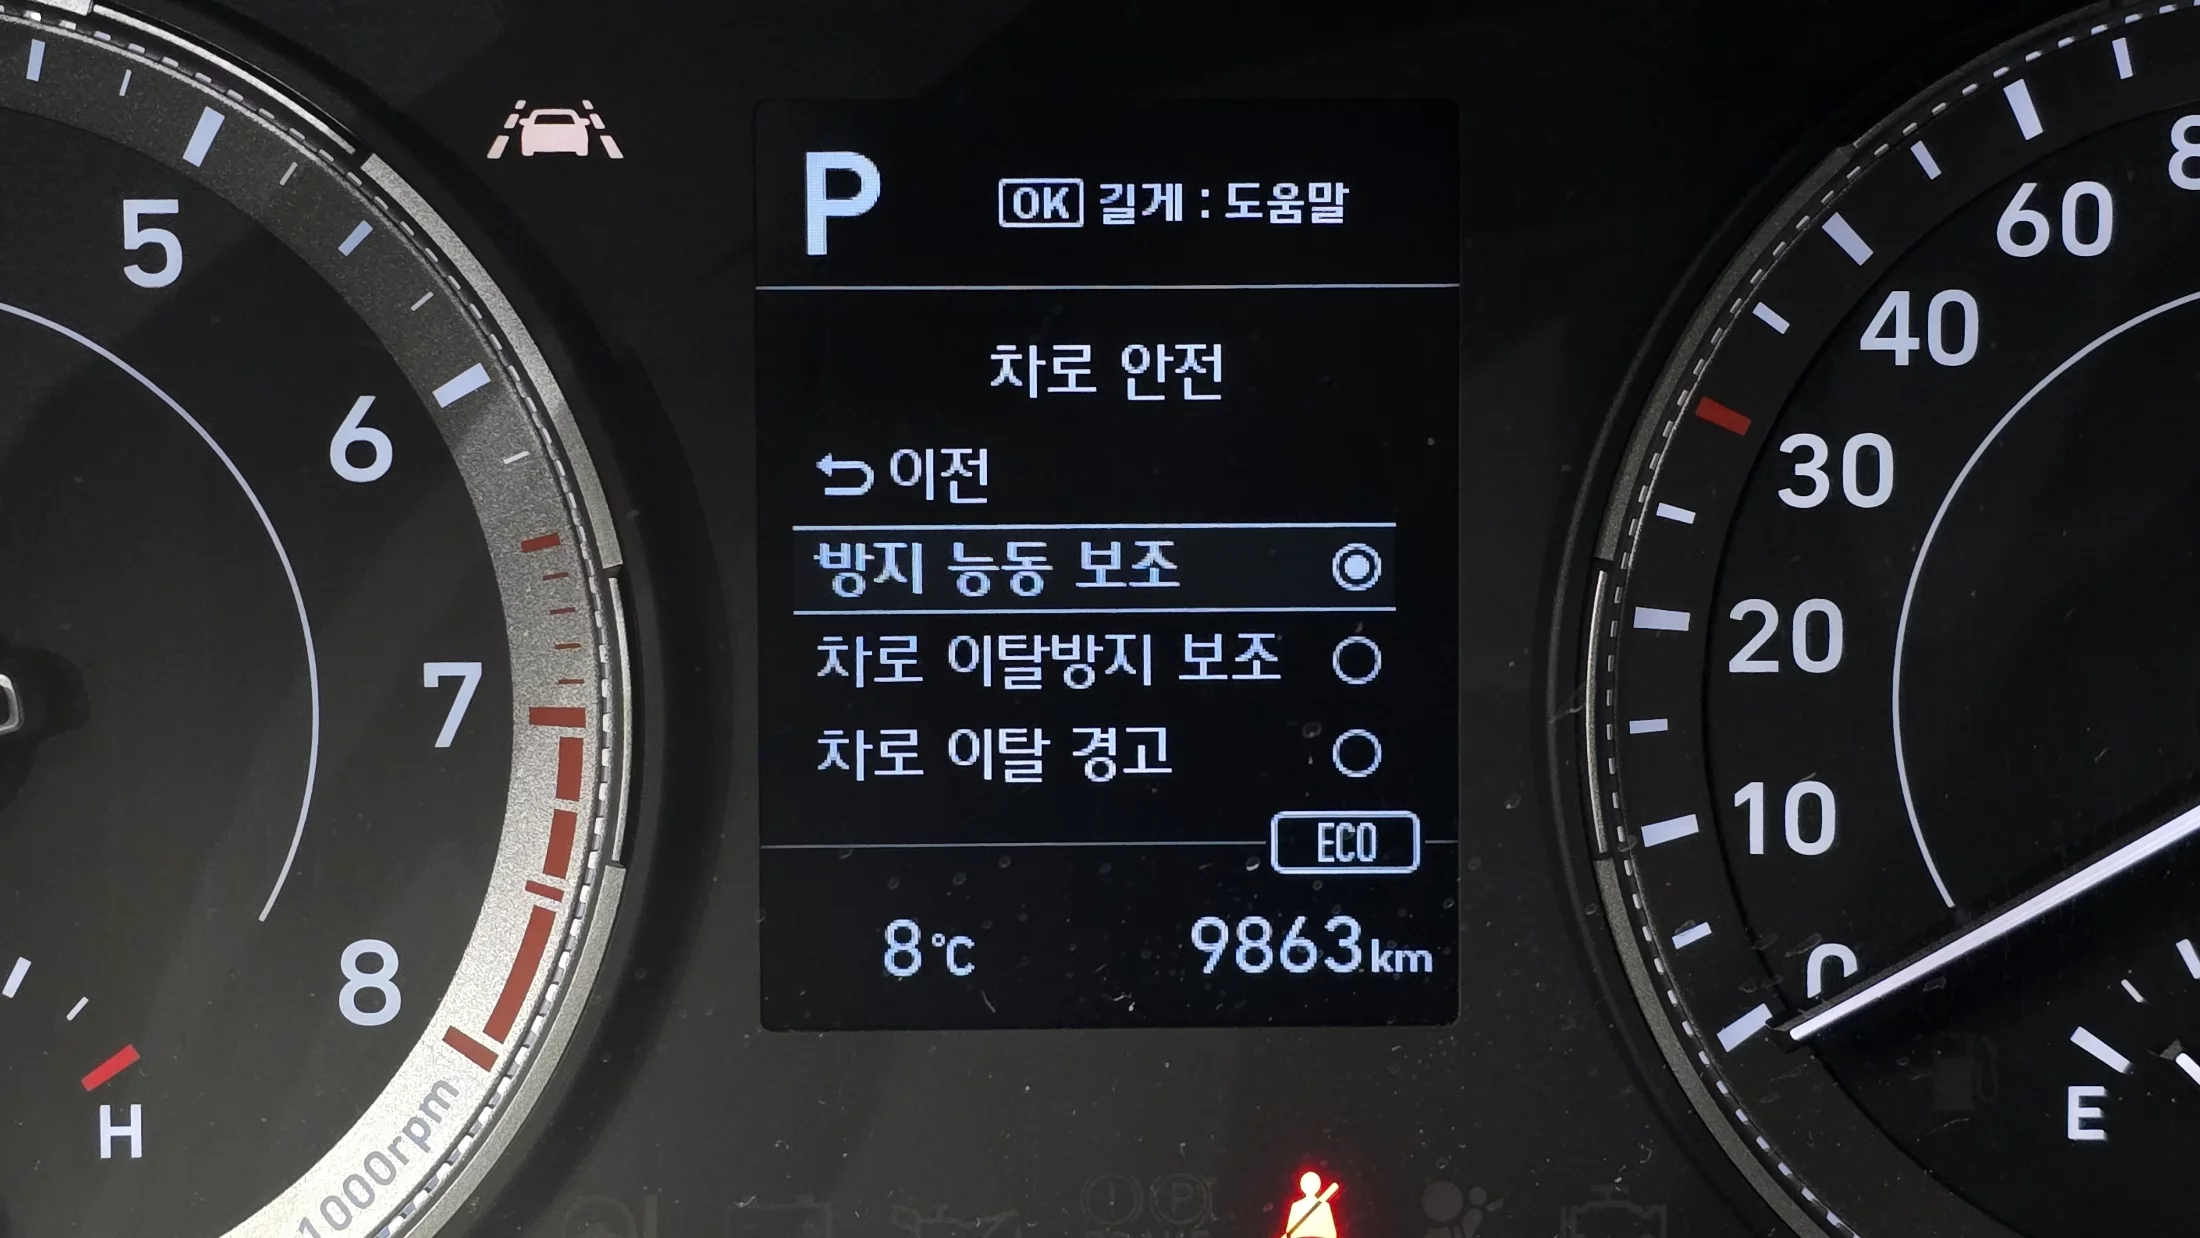 P
OK 길게 : 도움말
차로 안전
이전
방지 능동 보조
차로 이탈방지 보조
차로 이탈 경고
ECO
8°C
9863km
5
6
7
8
H
1000rpm
60
40
30
20
10
0
E